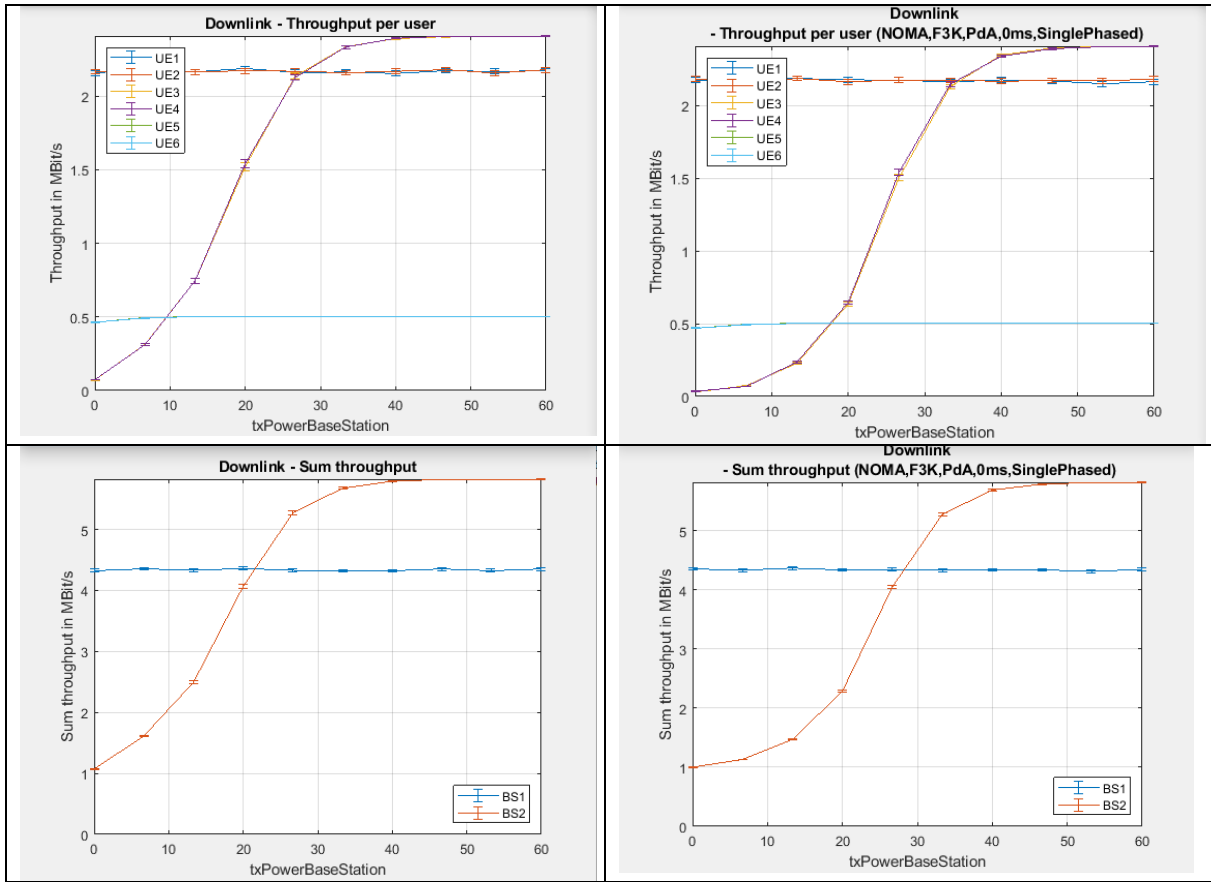 Downlink - Throughput per user
Throughput in MBit/s
2
1.5
1
0.5
0
UE1
UE2
UE3
UE4
UE5
UE6
0 10 20 30 40 50 60
txPowerBaseStation
Downlink
- Throughput per user (NOMA,F3K,PdA,0ms,SinglePhased)
Throughput in MBit/s
2
1.5
1
0.5
0
UE1
UE2
UE3
UE4
UE5
UE6
0 10 20 30 40 50 60
txPowerBaseStation
Downlink - Sum throughput
Sum throughput in MBit/s
5
4
3
2
1
0
BS1
BS2
0 10 20 30 40 50 60
txPowerBaseStation
Downlink
- Sum throughput (NOMA,F3K,PdA,0ms,SinglePhased)
Sum throughput in MBit/s
5
4
3
2
1
0
BS1
BS2
0 10 20 30 40 50 60
txPowerBaseStation